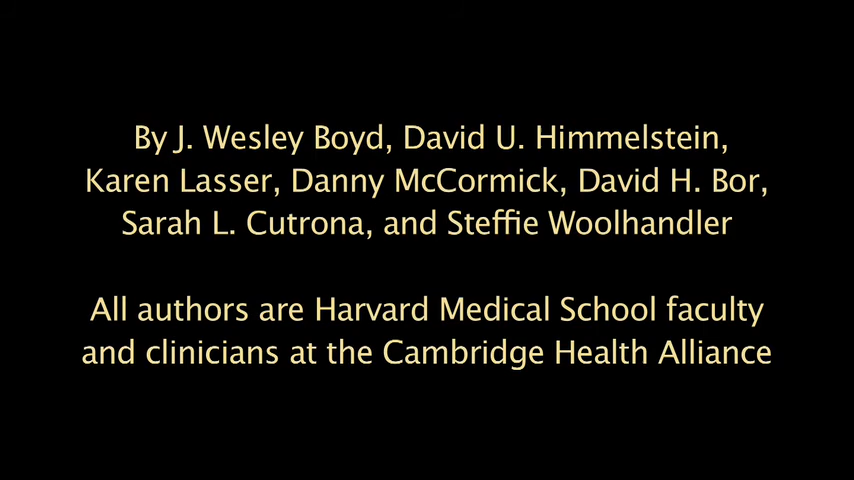 By J. Wesley Boyd, David U. Himmelstein,
Karen Lasser, Danny McCormick, David H. Bor,
Sarah L. Cutrona, and Steffie Woolhandler
All authors are Harvard Medical School faculty
and clinicians at the Cambridge Health Alliance